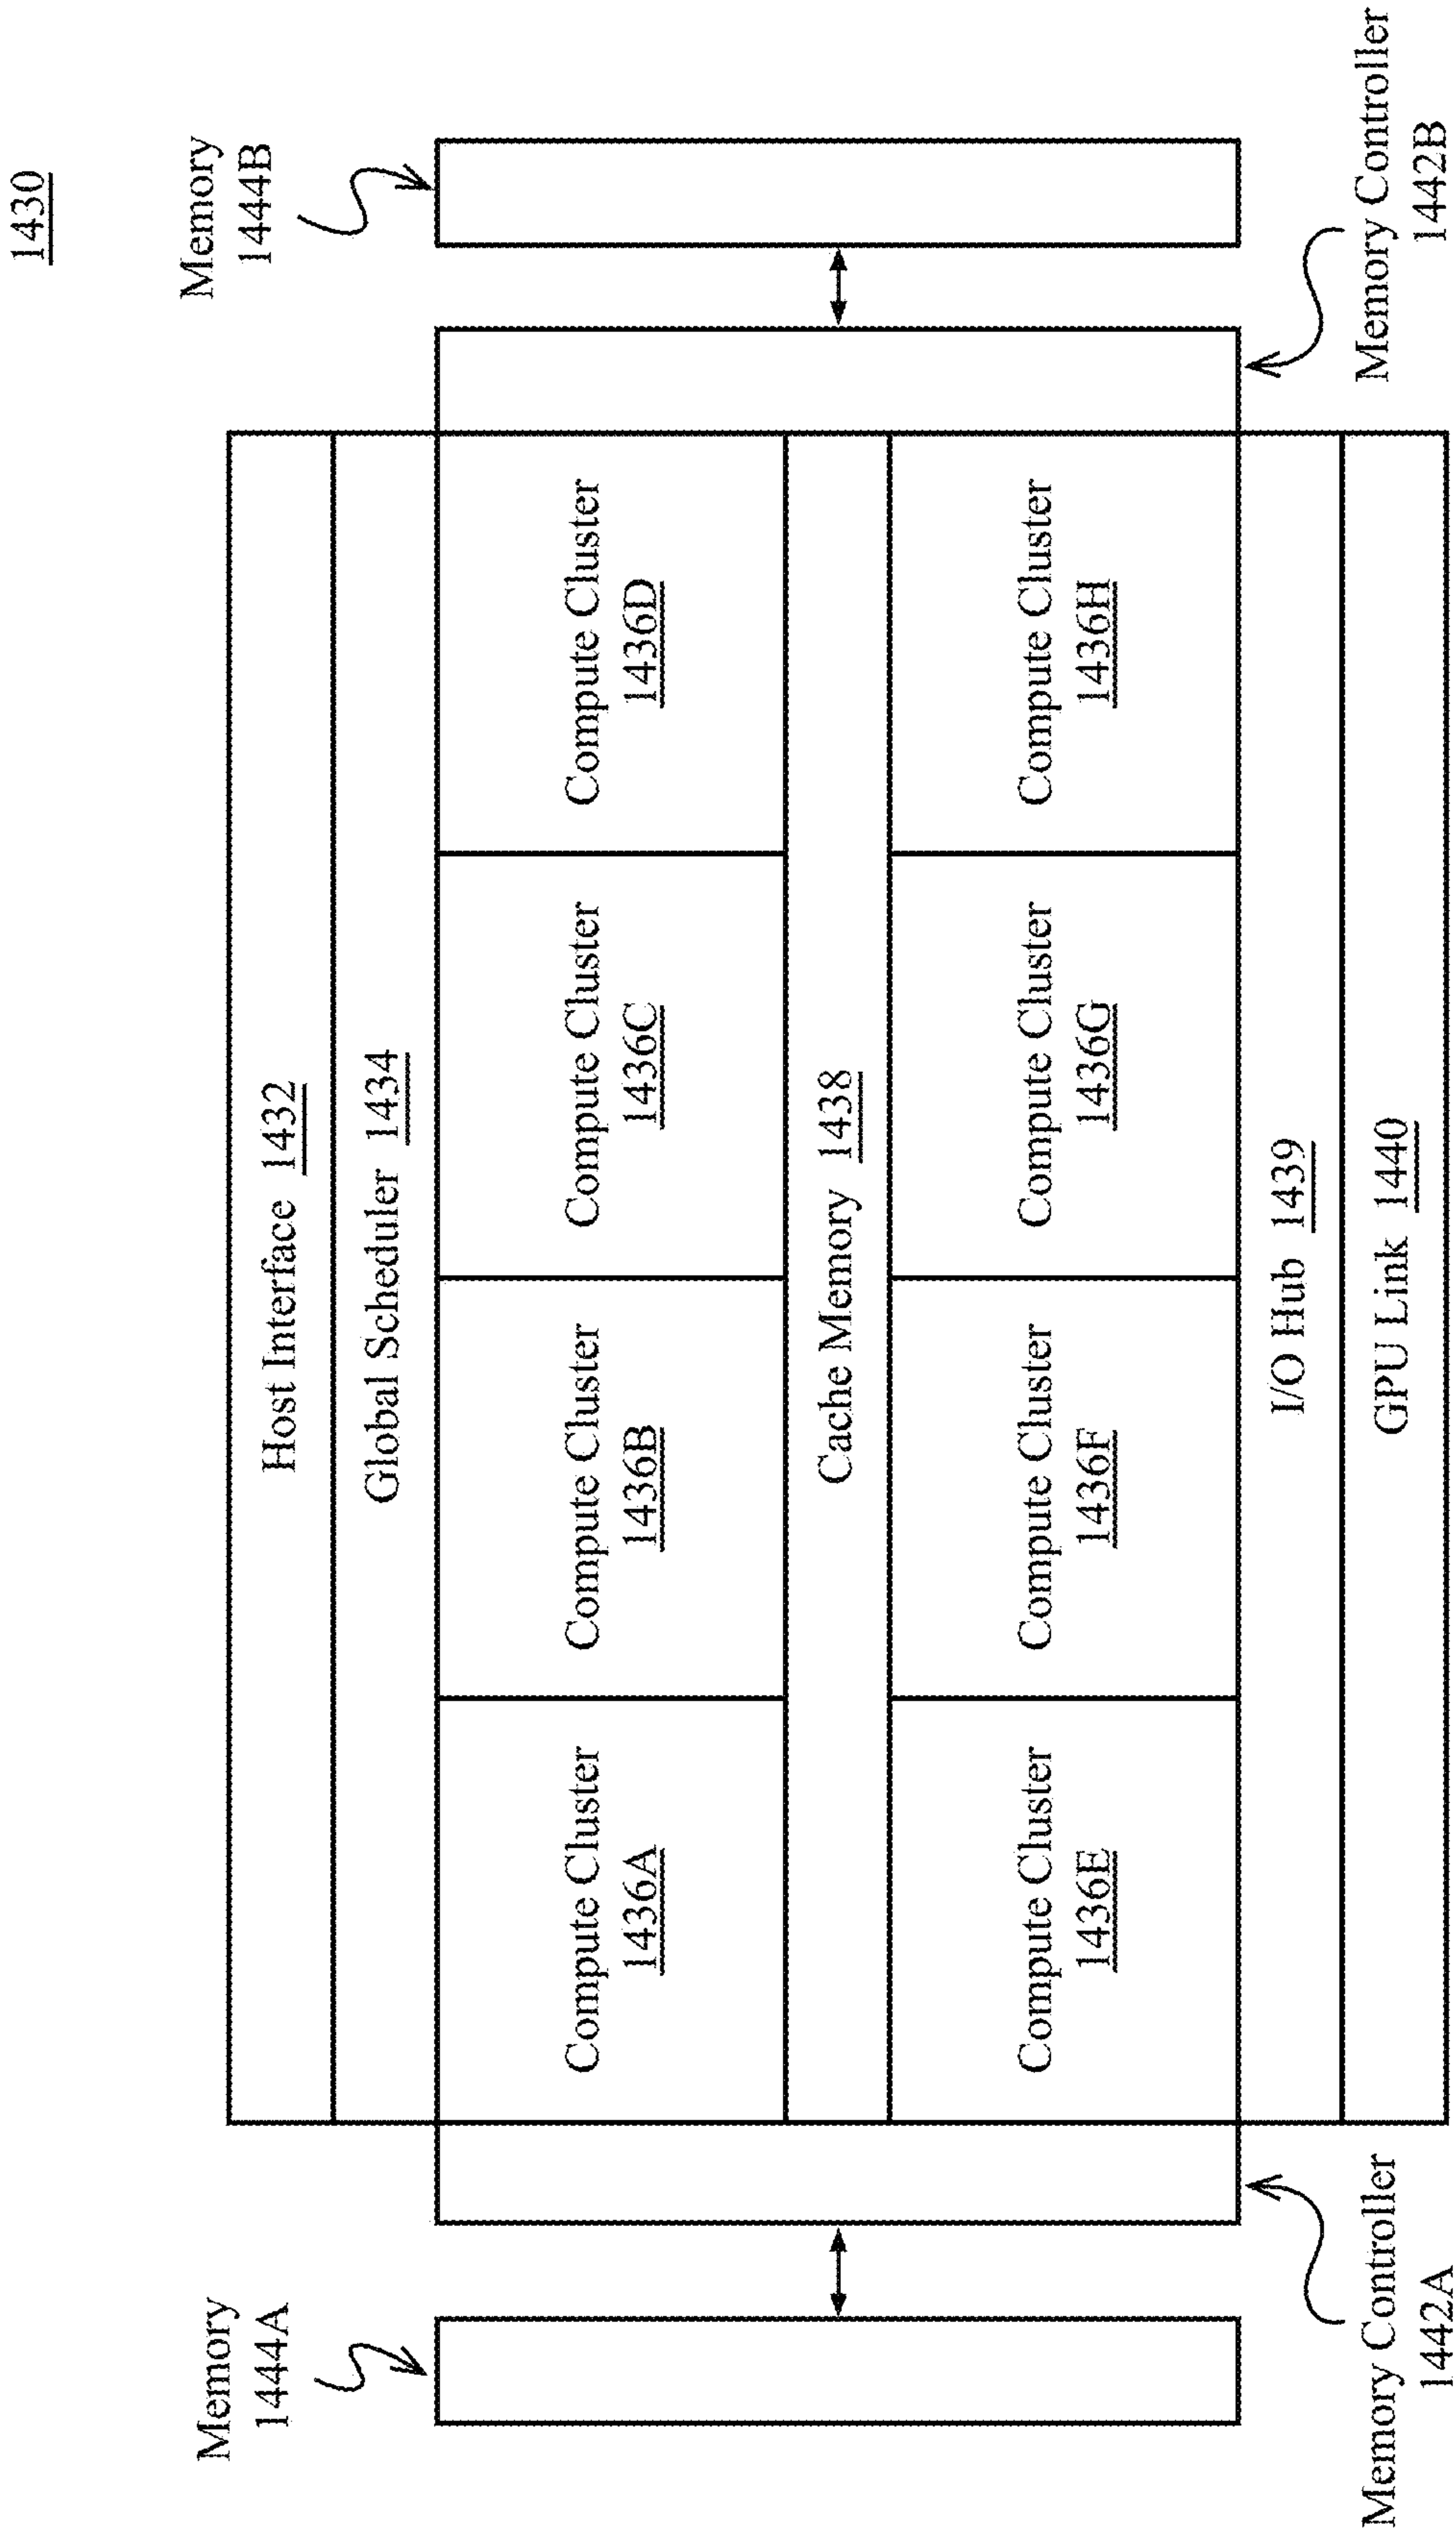 1430
Memory
1444A
Memory
1444B
Host Interface 1432
Global Scheduler 1434
Compute Cluster
1436A
Compute Cluster
1436B
Compute Cluster
1436C
Compute Cluster
1436D
Cache Memory 1438
Compute Cluster
1436E
Compute Cluster
1436F
Compute Cluster
1436G
Compute Cluster
1436H
I/O Hub 1439
GPU Link 1440
Memory Controller
1442A
Memory Controller
1442B